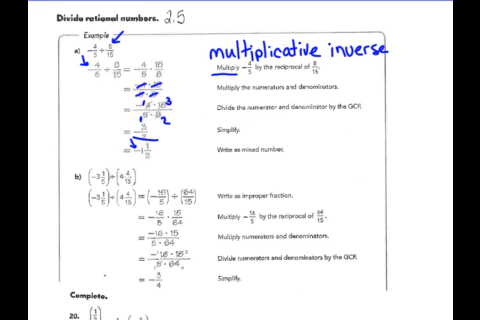 Divide rational numbers. 2.5
Example
a) -4/5 ÷ 8/15
-4/5 ÷ 8/15 = -4/5 · 15/8
multiplicative inverse
Multiply -4/5 by the reciprocal of 8/15.
Multiply the numerators and denominators.
Divide the numerator and denominator by the GCF.
= -3/2
Simplify.
= -1 1/2
Write as mixed number.
b) (-3 1/5) ÷ (4 4/15)
(-3 1/5) ÷ (4 4/15) = (-16/5) ÷ (64/15)
Write as improper fraction.
= -16/5 · 15/64
Multiply -16/5 by the reciprocal of 64/15.
= -16 · 15/5 · 64
Multiply numerators and denominators.
Divide numerators and denominators by the GCF.
= -3/4
Simplify.
Complete.
20.